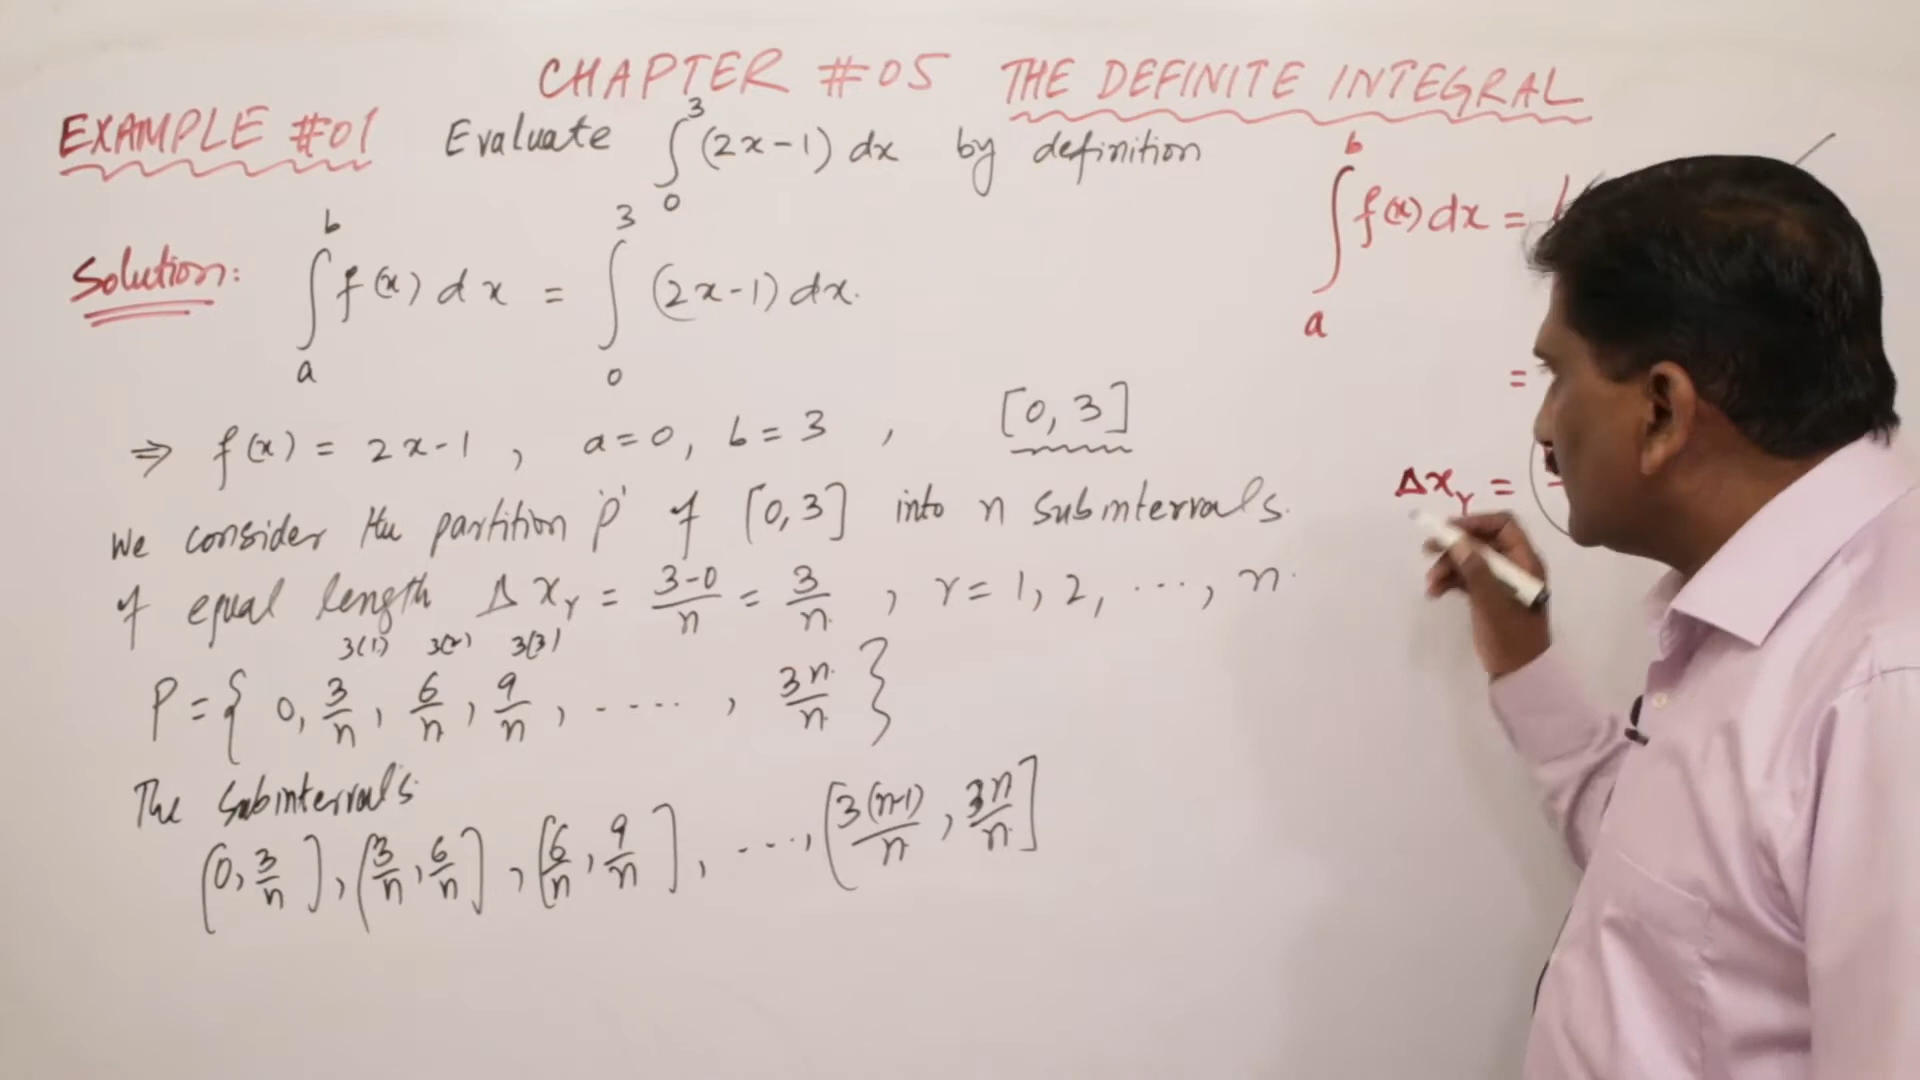 CHAPTER #05 THE DEFINITE INTEGRAL
EXAMPLE #01 Evaluate ∫₀³ (2x-1) dx by definition
Solution: ∫ₐᵇ f(x) dx = ∫₀³ (2x-1) dx.
⇒ f(x) = 2x-1 , a=0, b=3 , [0,3]
We consider the partition 'P' of [0,3] into n subintervals.
of equal length Δxᵣ = (3-0)/n = 3/n , r=1, 2, ..., n.
3(1) 3(2) 3(3)
P = { 0, 3/n, 6/n, 9/n, ....., 3n/n }
The Subintervals
[0, 3/n], [3/n, 6/n], [6/n, 9/n], ...., [3(n-1)/n, 3n/n]
∫ₐᵇ f(x) dx =
=
Δxᵣ =